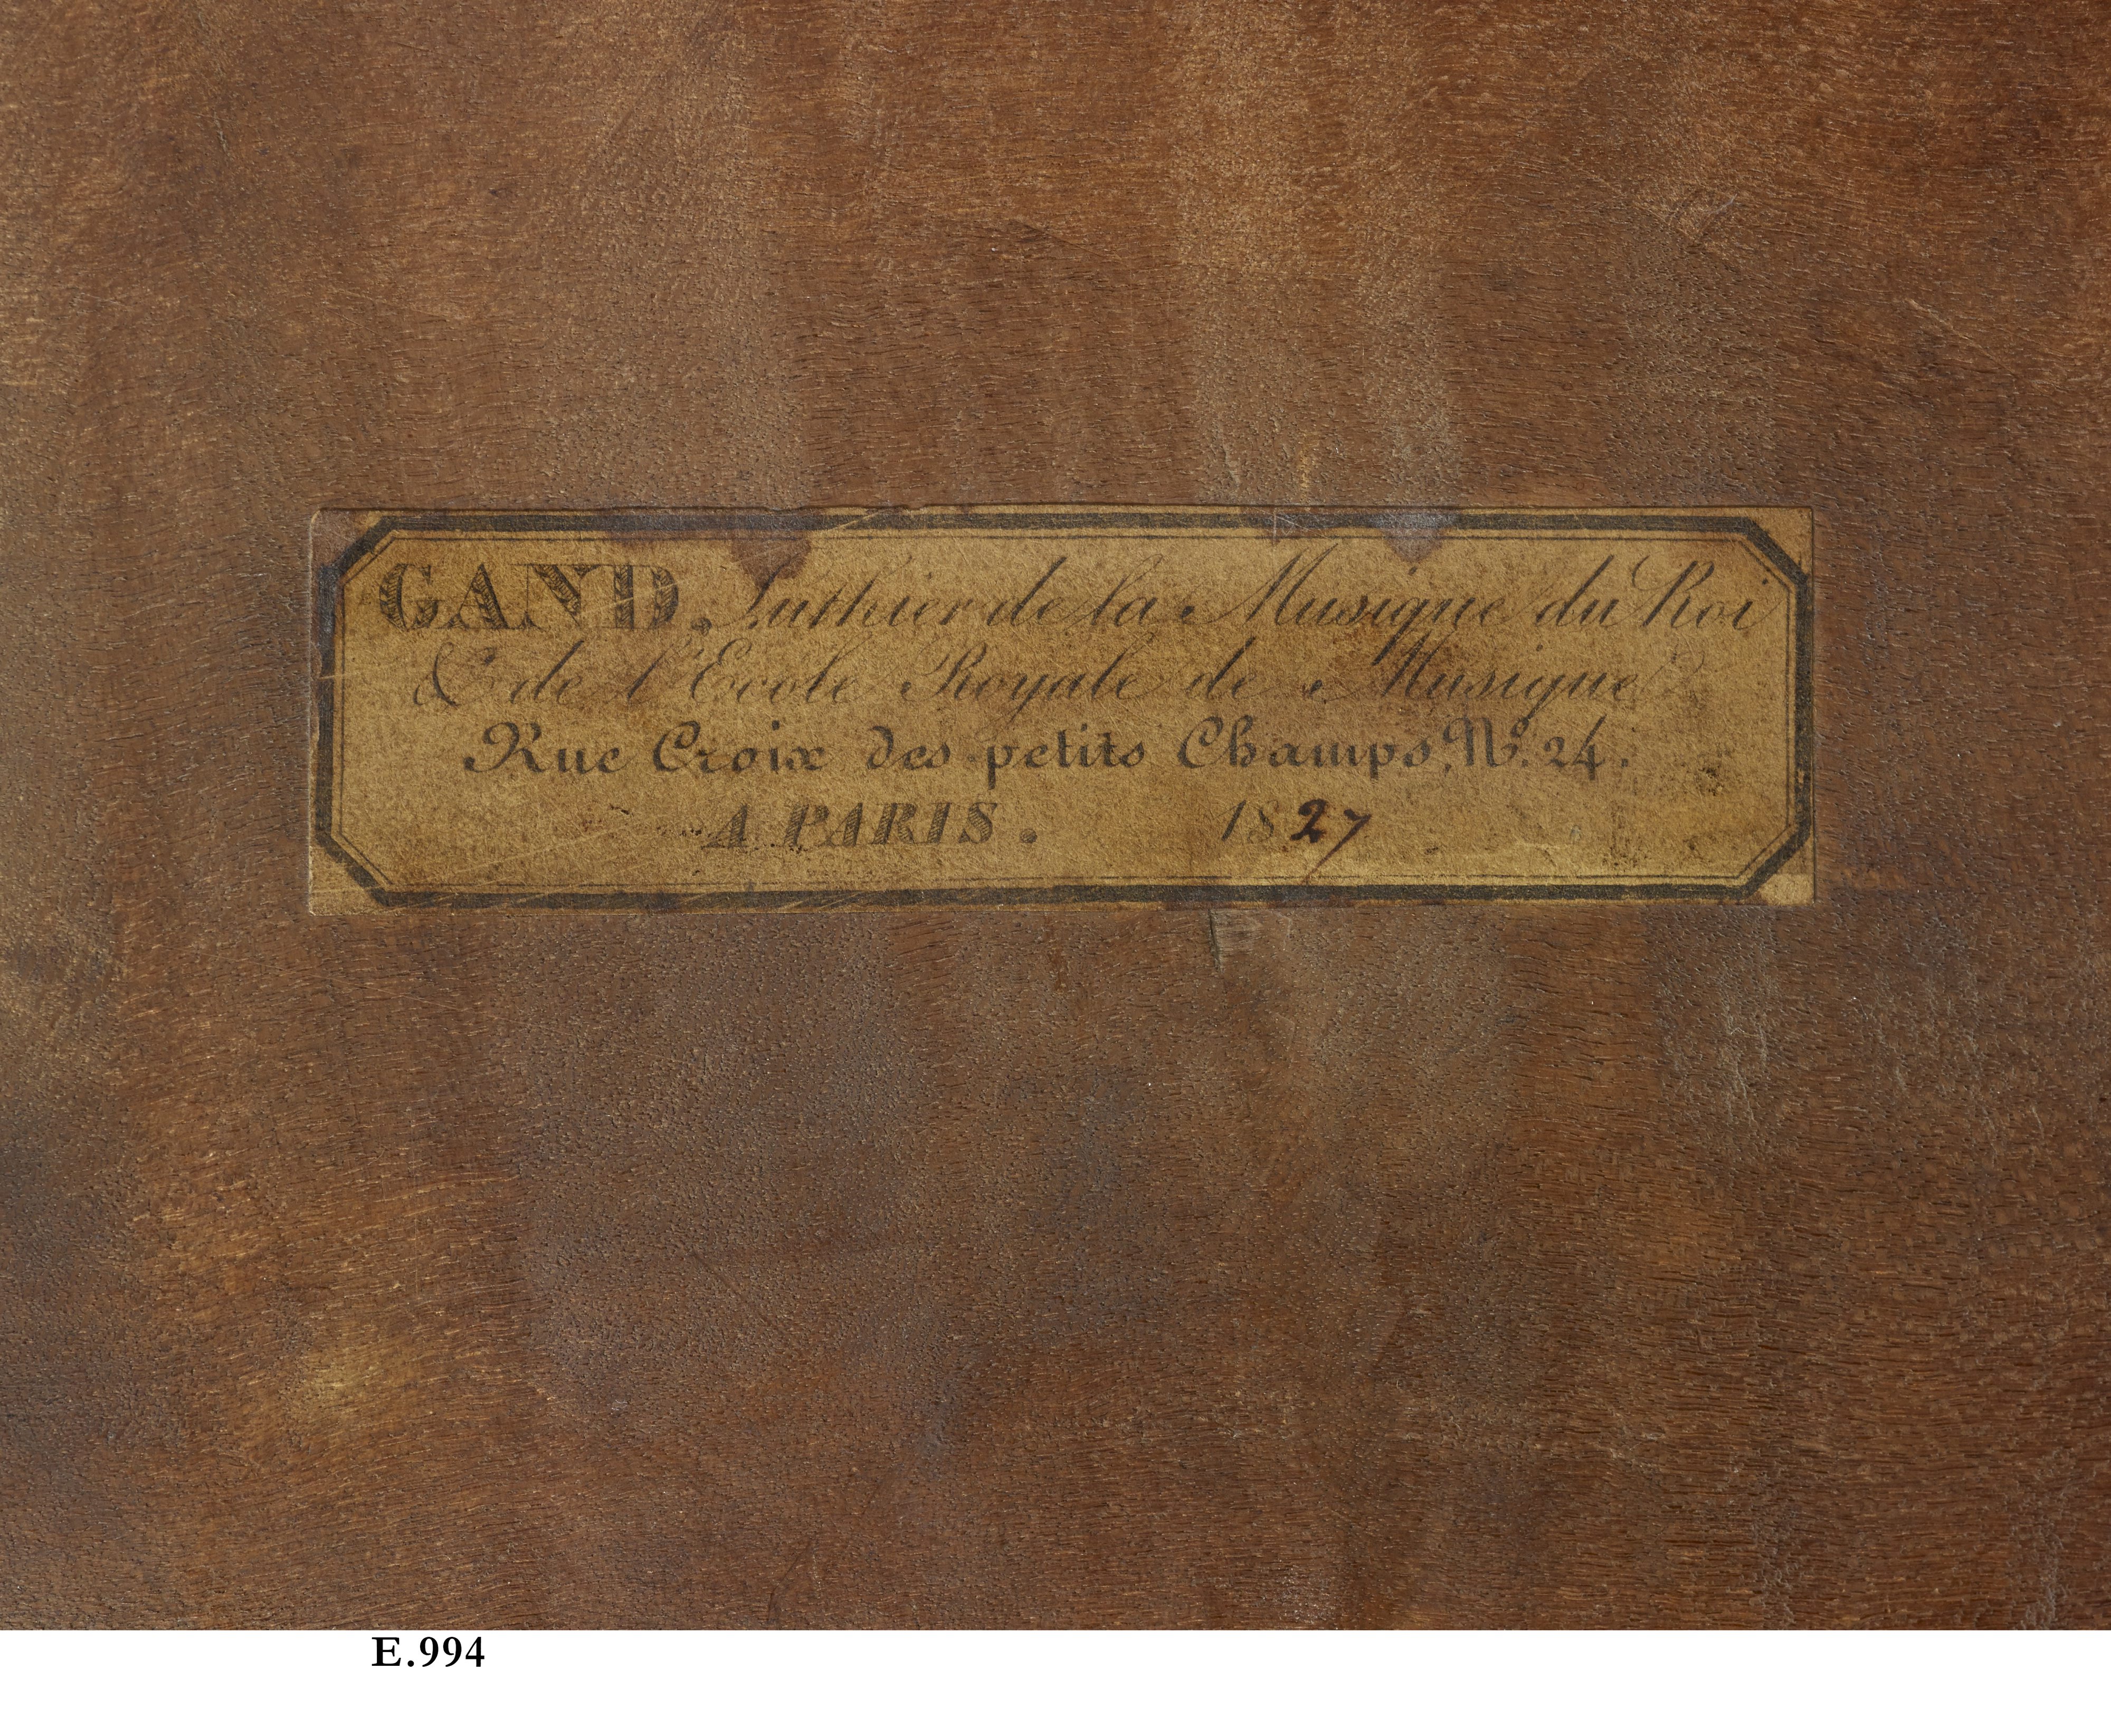 GAND, Luthier de la Musique du Roi
& de l'Ecole Royale de Musique
Rue Croix des petits Champs, N.º 24.
A PARIS. 1827
E.994